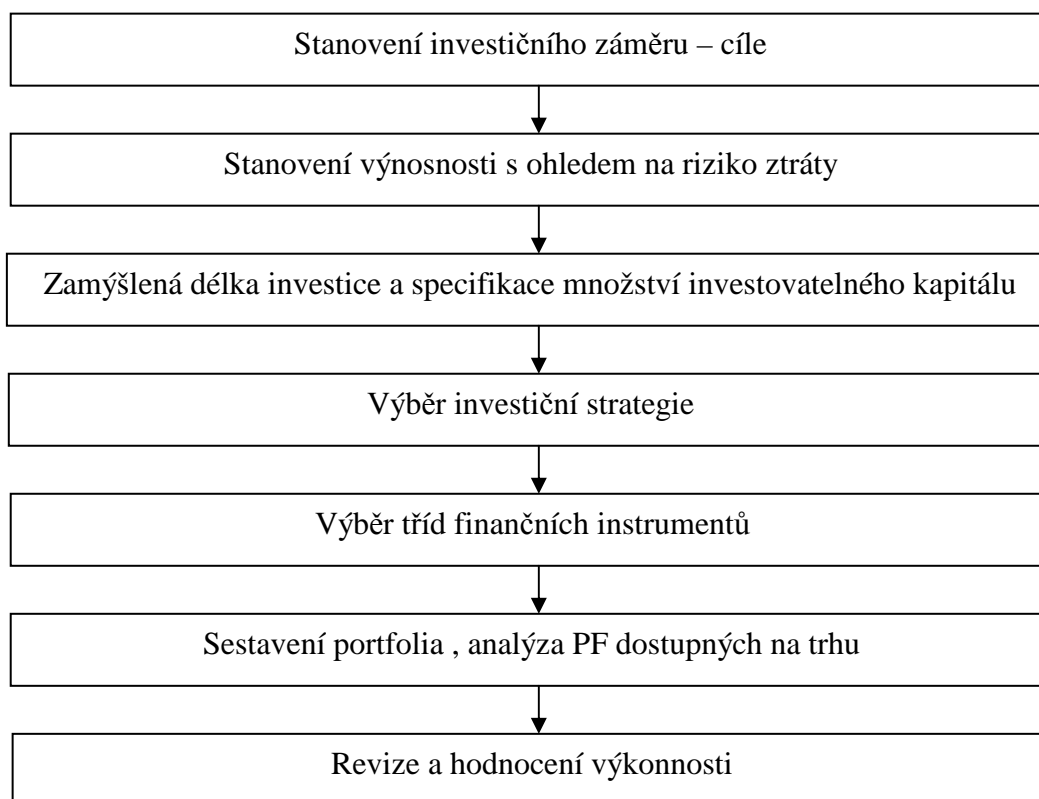 Stanovení investičního záměru – cíle
Stanovení výnosnosti s ohledem na riziko ztráty
Zamýšlená délka investice a specifikace množství investovatelného kapitálu
Výběr investiční strategie
Výběr tříd finančních instrumentů
Sestavení portfolia , analýza PF dostupných na trhu
Revize a hodnocení výkonnosti